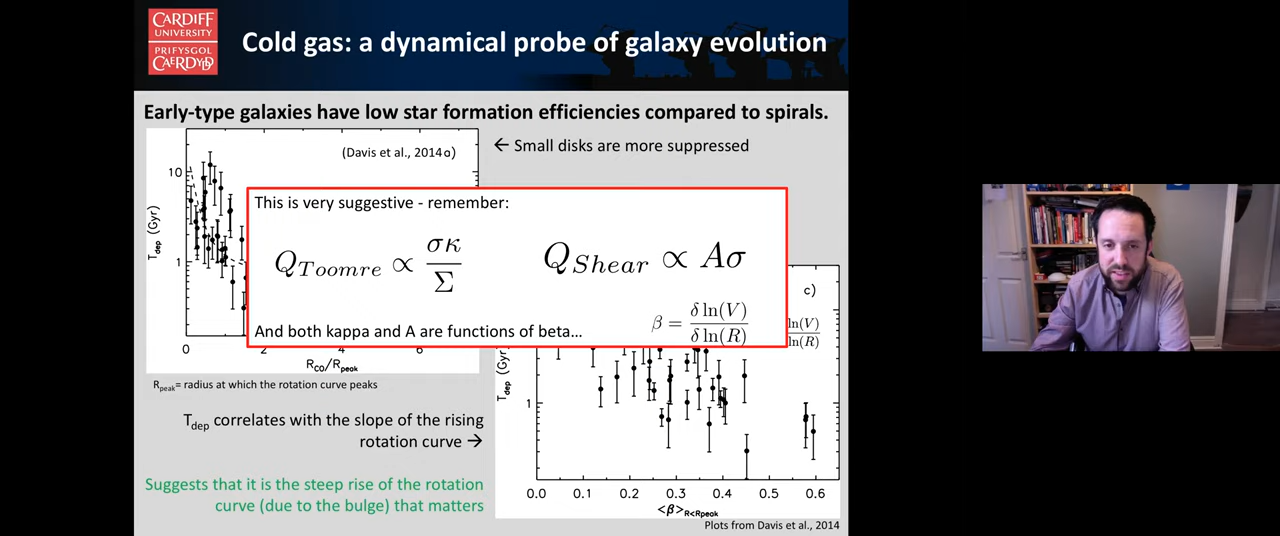 CARDIFF
UNIVERSITY
PRIFYSGOL
CAERDYDD
Cold gas: a dynamical probe of galaxy evolution
Early-type galaxies have low star formation efficiencies compared to spirals.
(Davis et al., 2014a)
← Small disks are more suppressed
10
1
T_dep (Gyr)
0 2 4 6
R_CO/R_peak
R_peak= radius at which the rotation curve peaks
This is very suggestive - remember:
Q_Toomre ∝ σκ/Σ
Q_Shear ∝ Aσ
And both kappa and A are functions of beta...
β = δ ln(V)/δ ln(R)
c)
ln(V)
ln(R)
T_dep (Gyr)
1
0.0 0.1 0.2 0.3 0.4 0.5 0.6
<β>_R<Rpeak
T_dep correlates with the slope of the rising
rotation curve →
Suggests that it is the steep rise of the rotation
curve (due to the bulge) that matters
Plots from Davis et al., 2014